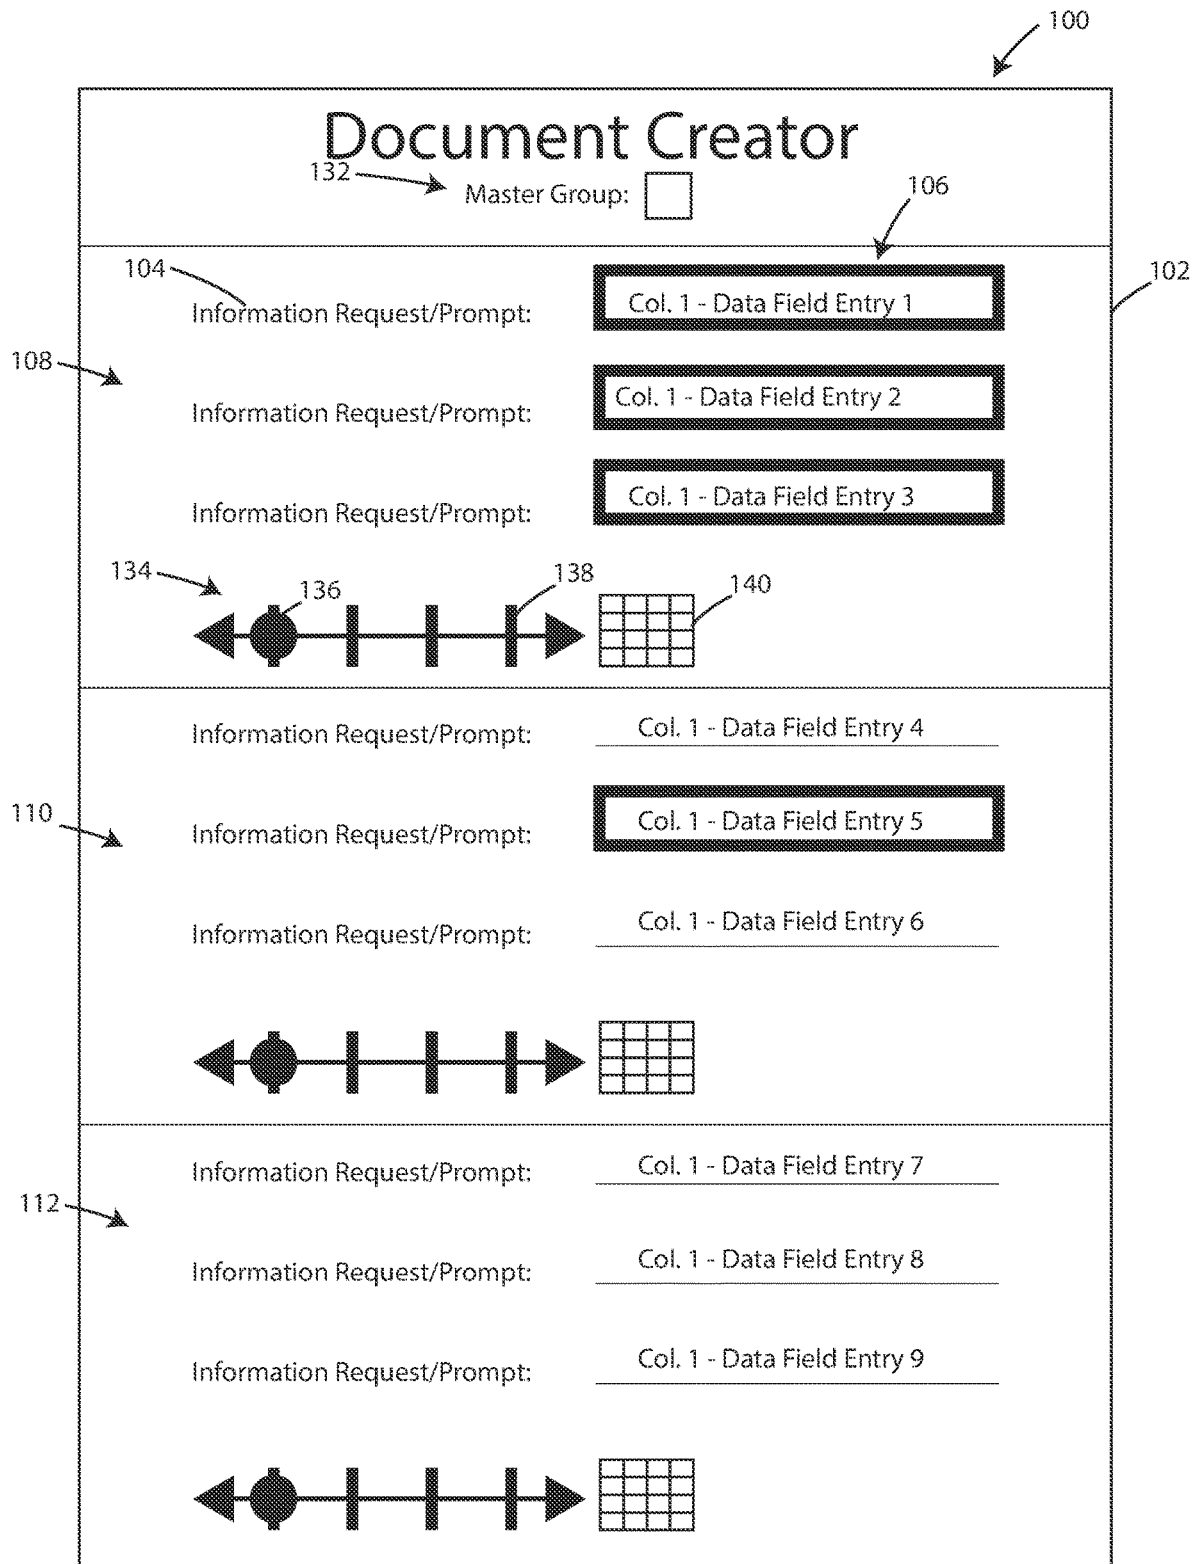 100
Document Creator
132
Master Group:
106
104
102
Information Request/Prompt:
Col. 1 - Data Field Entry 1
108
Information Request/Prompt:
Col. 1 - Data Field Entry 2
Information Request/Prompt:
Col. 1 - Data Field Entry 3
134
136
138
140
Information Request/Prompt:
Col. 1 - Data Field Entry 4
110
Information Request/Prompt:
Col. 1 - Data Field Entry 5
Information Request/Prompt:
Col. 1 - Data Field Entry 6
Information Request/Prompt:
Col. 1 - Data Field Entry 7
112
Information Request/Prompt:
Col. 1 - Data Field Entry 8
Information Request/Prompt:
Col. 1 - Data Field Entry 9